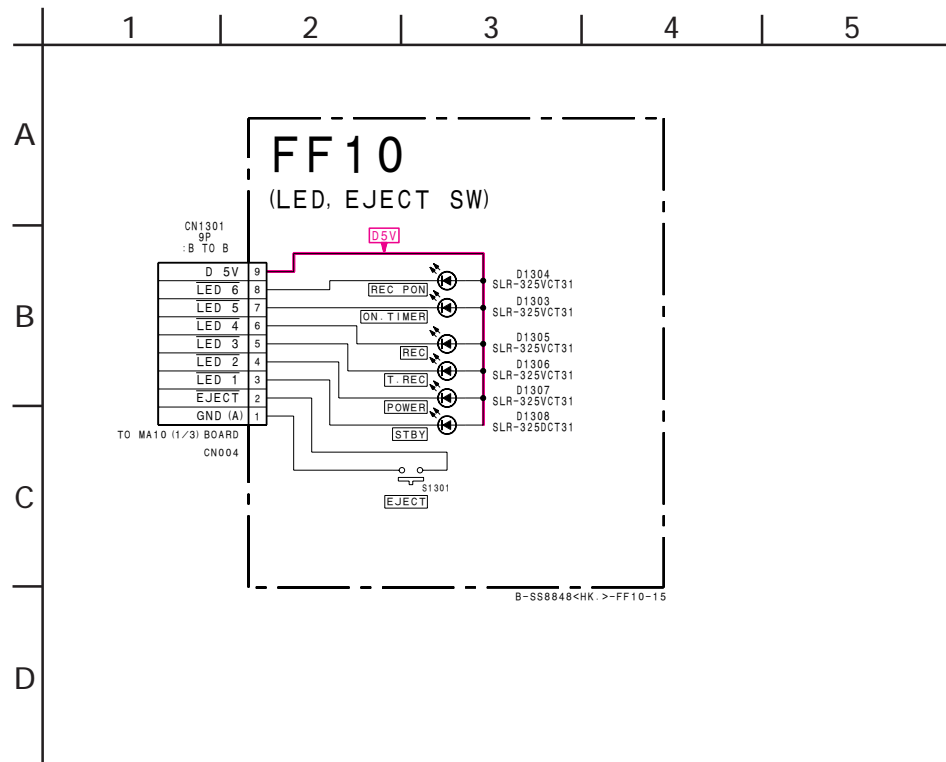 1 2 3 4 5
A
FF10
(LED, EJECT SW)
CN1301
9P
:B TO B
D5V
B
D 5V 9
LED 6 8
LED 5 7
LED 4 6
LED 3 5
LED 2 4
LED 1 3
EJECT 2
GND (A) 1
TO MA10 (1/3) BOARD
CN004
REC PON
D1304
SLR-325VCT31
ON.TIMER
D1303
SLR-325VCT31
REC
D1305
SLR-325VCT31
T.REC
D1306
SLR-325VCT31
POWER
D1307
SLR-325VCT31
STBY
D1308
SLR-325DCT31
C
S1301
EJECT
B-SS8848<HK.>-FF10-15
D